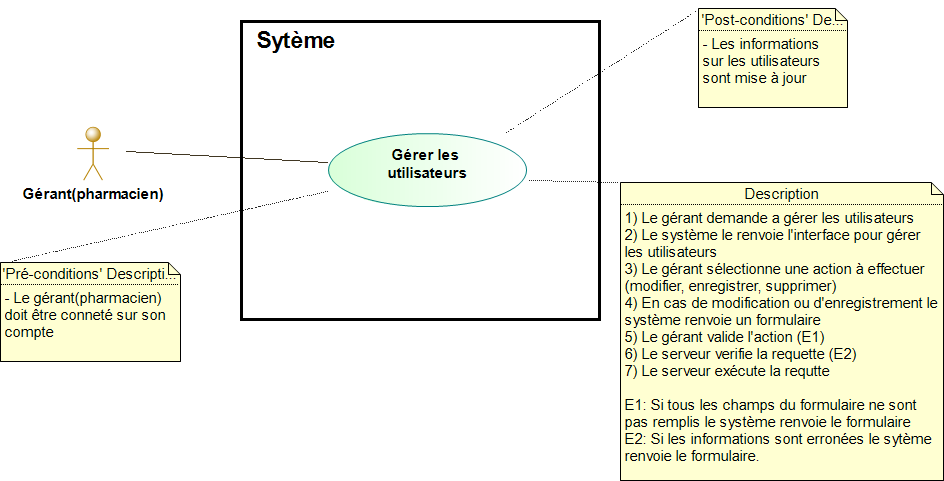 Sytème
'Post-conditions' De...
- Les informations
sur les utilisateurs
sont mise à jour
Gérer les
utilisateurs
Gérant(pharmacien)
Description
1) Le gérant demande a gérer les utilisateurs
2) Le système le renvoie l'interface pour gérer
les utilisateurs
3) Le gérant sélectionne une action à effectuer
(modifier, enregistrer, supprimer)
4) En cas de modification ou d'enregistrement le
système renvoie un formulaire
5) Le gérant valide l'action (E1)
6) Le serveur verifie la requette (E2)
7) Le serveur exécute la requtte
E1: Si tous les champs du formulaire ne sont
pas remplis le système renvoie le formulaire
E2: Si les informations sont erronées le sytème
renvoie le formulaire.
'Pré-conditions' Descripti...
- Le gérant(pharmacien)
doit être conneté sur son
compte